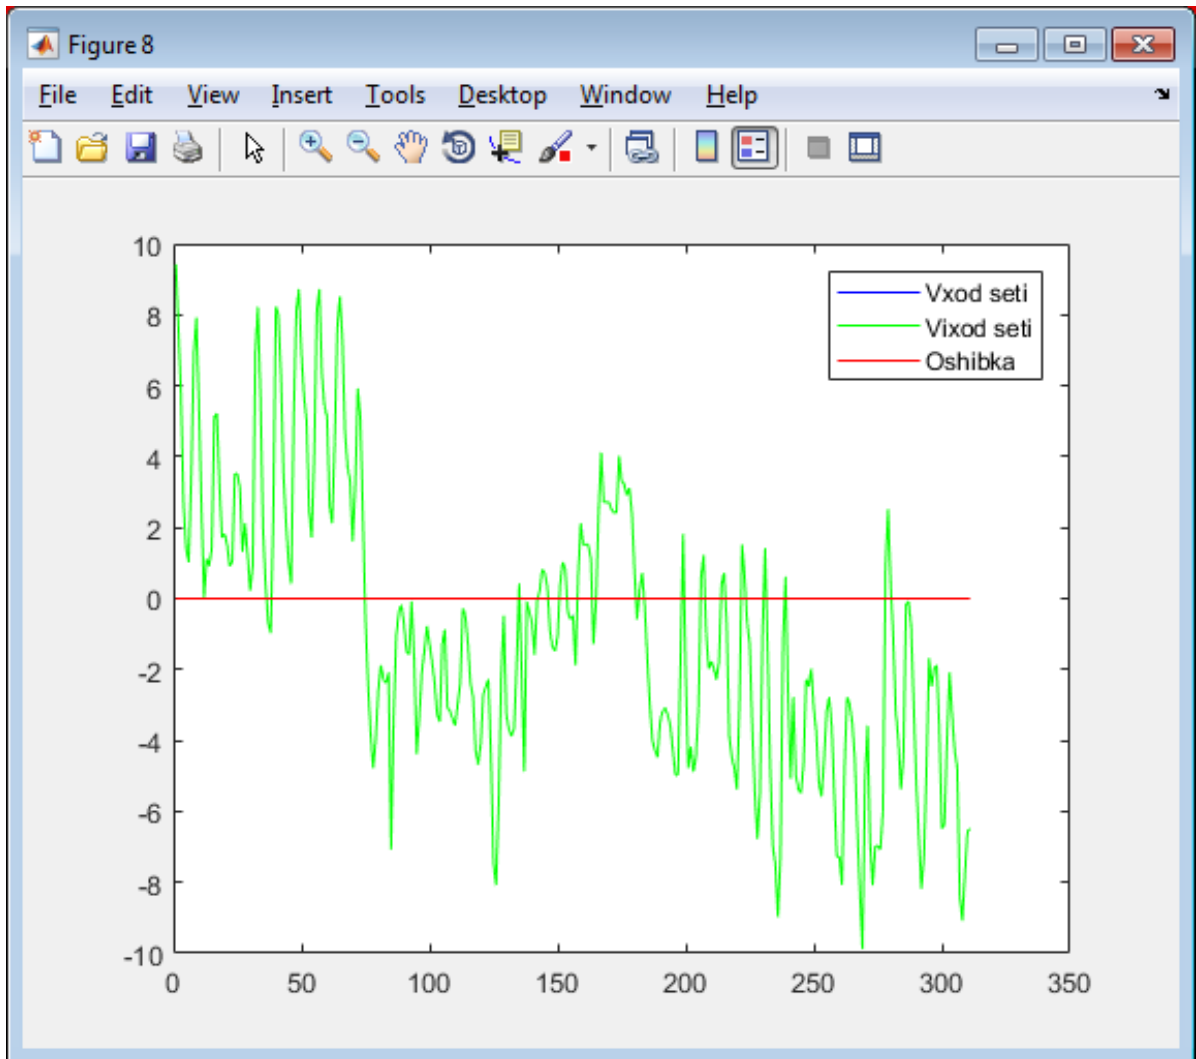 Figure 8
File Edit View Insert Tools Desktop Window Help
10
8
6
4
2
0
-2
-4
-6
-8
-10
0 50 100 150 200 250 300 350
Vxod seti
Vixod seti
Oshibka